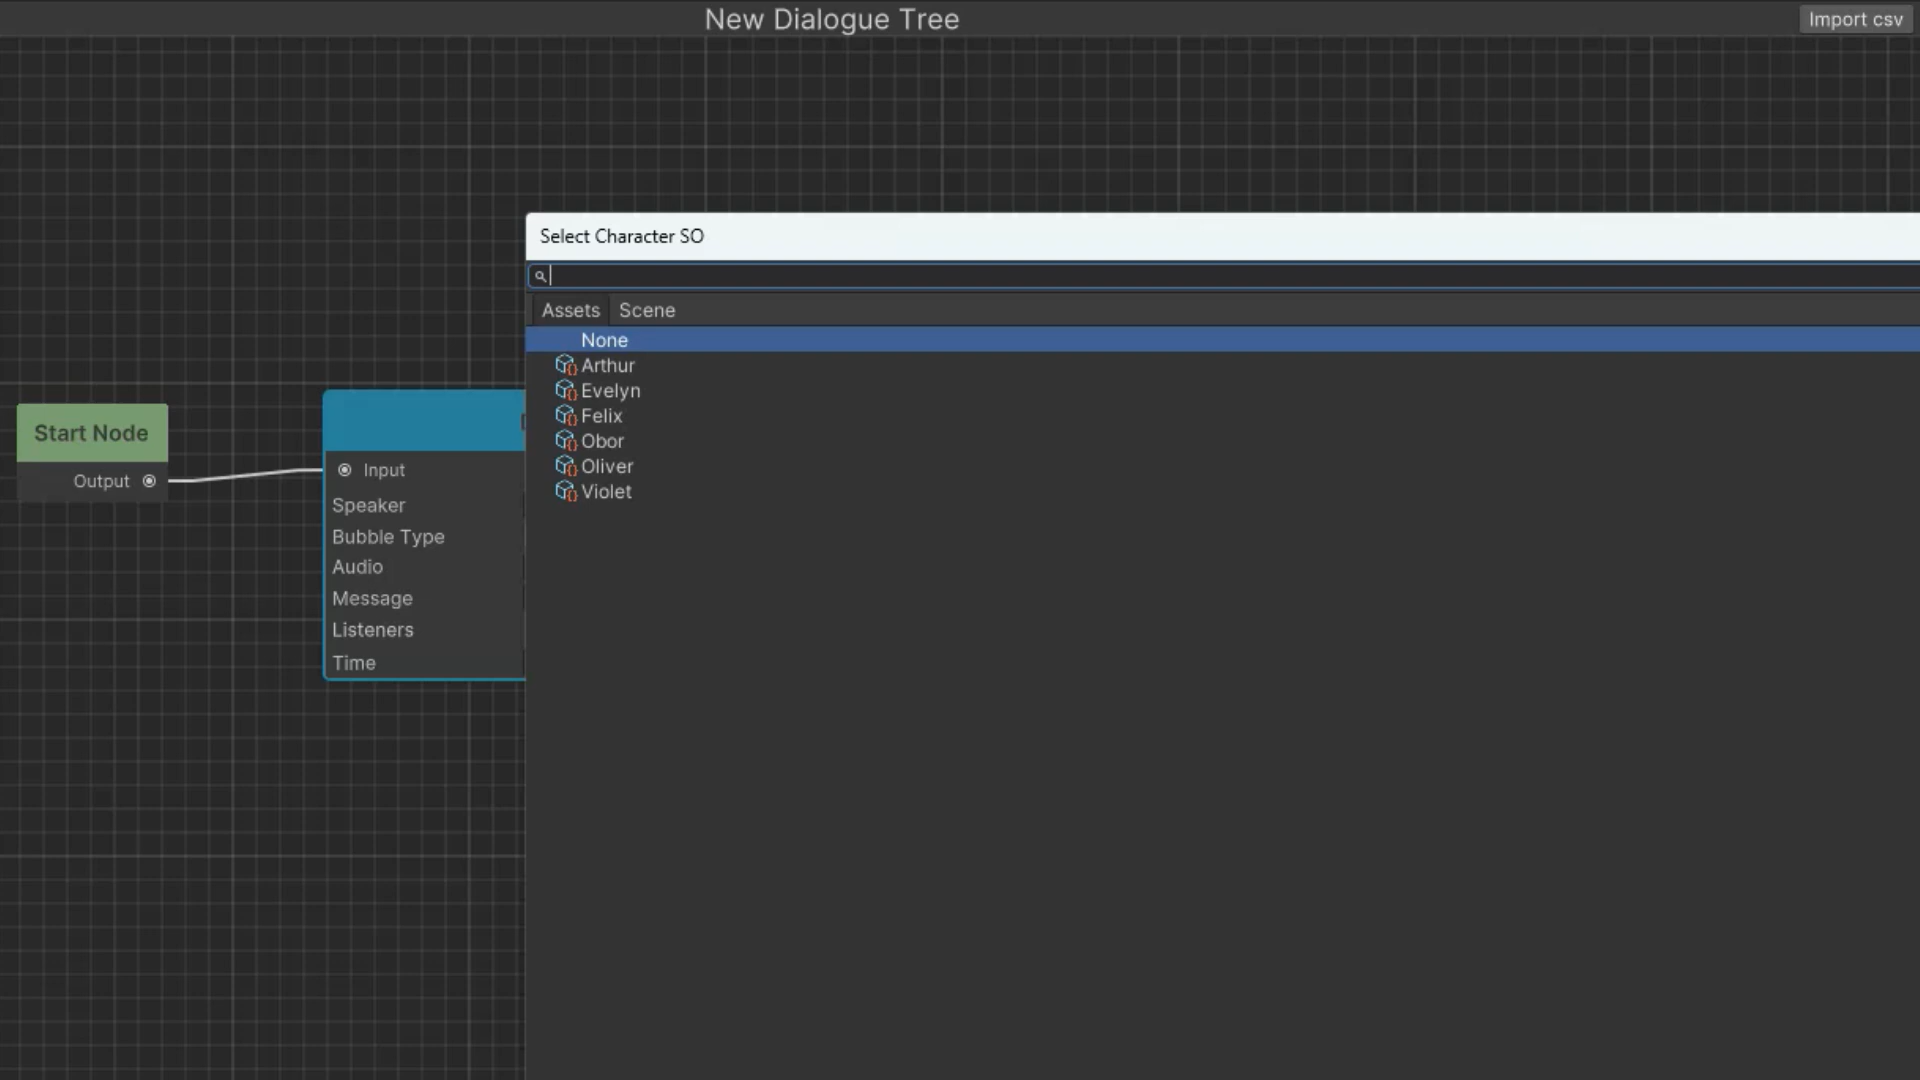 New Dialogue Tree
Import csv
Select Character SO
Assets
Scene
None
Arthur
Evelyn
Felix
Obor
Oliver
Violet
Start Node
Output
Input
Speaker
Bubble Type
Audio
Message
Listeners
Time